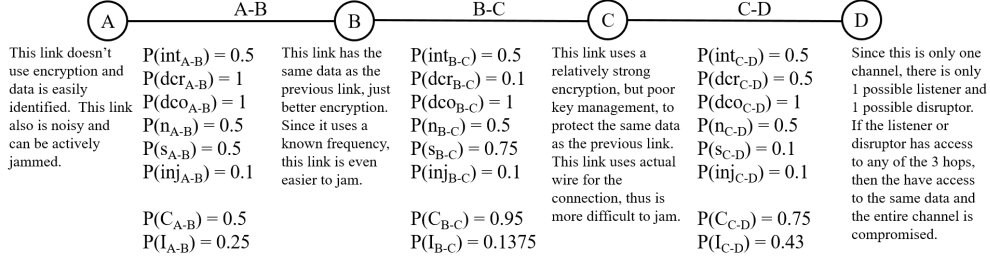 A
A-B
B
B-C
C
C-D
D
This link doesn't
use encryption and
data is easily
identified. This link
also is noisy and
can be actively
jammed.
P(int_A-B) = 0.5
P(dcr_A-B) = 1
P(dco_A-B) = 1
P(n_A-B) = 0.5
P(s_A-B) = 0.5
P(inj_A-B) = 0.1
P(C_A-B) = 0.5
P(I_A-B) = 0.25
This link has the
same data as the
previous link, just
better encryption.
Since it uses a
known frequency,
this link is even
easier to jam.
P(int_B-C) = 0.5
P(dcr_B-C) = 0.1
P(dco_B-C) = 1
P(n_B-C) = 0.5
P(s_B-C) = 0.75
P(inj_B-C) = 0.1
P(C_B-C) = 0.95
P(I_B-C) = 0.1375
This link uses a
relatively strong
encryption, but poor
key management, to
protect the same data
as the previous link.
This link uses actual
wire for the
connection, thus is
more difficult to jam.
P(int_C-D) = 0.5
P(dcr_C-D) = 0.5
P(dco_C-D) = 1
P(n_C-D) = 0.5
P(s_C-D) = 0.1
P(inj_C-D) = 0.1
P(C_C-D) = 0.75
P(I_C-D) = 0.43
Since this is only one
channel, there is only
1 possible listener and
1 possible disruptor.
If the listener or
disruptor has access
to any of the 3 hops,
then the have access
to the same data and
the entire channel is
compromised.